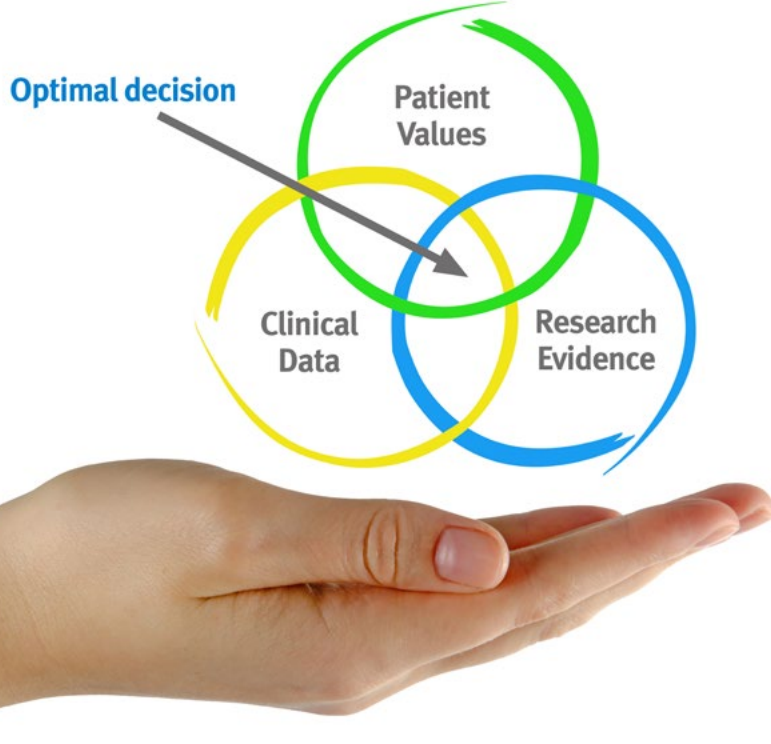 Optimal decision
Patient
Values
Clinical
Data
Research
Evidence